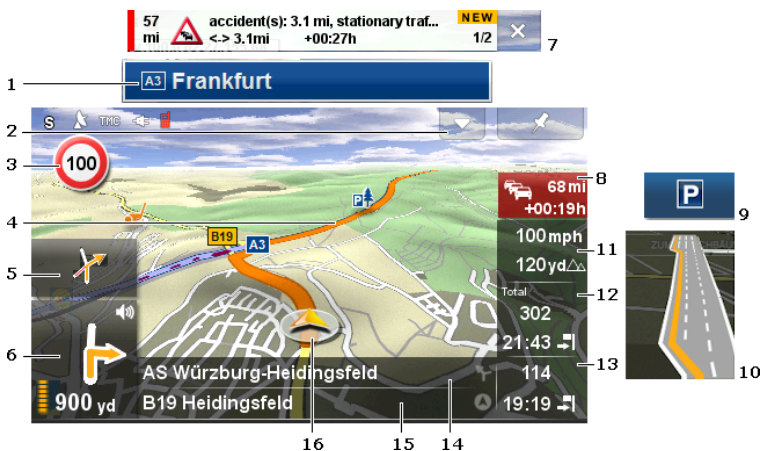 57 mi accident(s): 3.1 mi, stationary traf... NEW
<-> 3.1mi +00:27h 1/2
7
1
A3 Frankfurt
S TMC
2
3
100
P
8
68 mi
+00:19h
P
9
4
B19
A3
100 mph
120 yd
11
5
Total
302
21:43
12
6
114
19:19
13
10
AS Würzburg-Heidingsfeld
B19 Heidingsfeld
900 yd
16
15
14